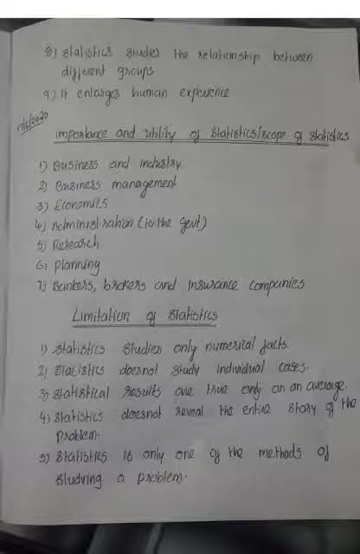 8) Statistics studies the relationship between
different groups
9) It enlarges human experience
Importance and utility of Statistics/scope of Statistics
1) Business and Industry
2) Business management
3) Economics
4) Administration (to the govt)
5) Research
6) Planning
7) Bankers, brokers and Insurance companies
Limitation of Statistics
1) Statistics studies only numerical facts.
2) Statistics doesnot study individual cases.
3) Statistical results are true only on an average.
4) Statistics doesnot reveal the entire story of the
problem.
5) Statistics is only one of the methods of
studying a problem.